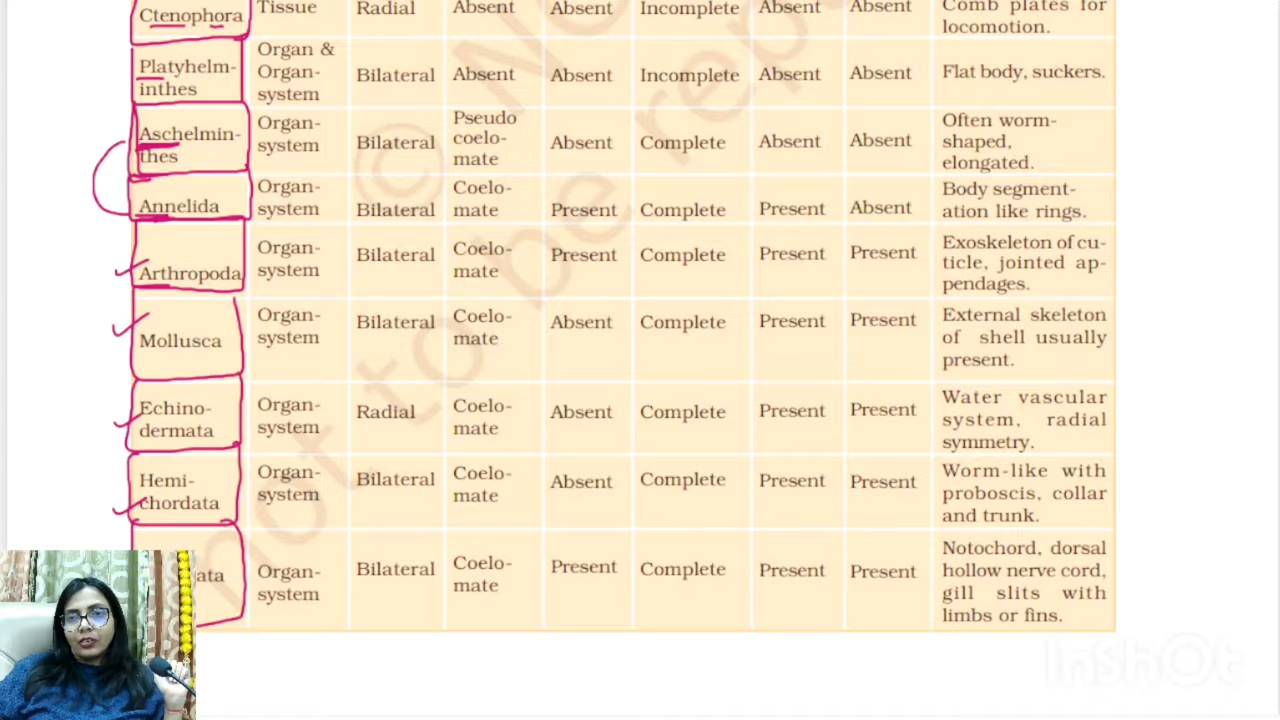 Ctenophora Tissue Radial Absent Absent Incomplete Absent Absent Comb plates for
locomotion.
Platyhelm-
inthes Organ &
Organ-
system Bilateral Absent Absent Incomplete Absent Absent Flat body, suckers.
Aschelmin-
thes Organ-
system Bilateral Pseudo
coelo-
mate Absent Complete Absent Absent Often worm-
shaped,
elongated.
Annelida Organ-
system Bilateral Coelo-
mate Present Complete Present Absent Body segment-
ation like rings.
Arthropoda Organ-
system Bilateral Coelo-
mate Present Complete Present Present Exoskeleton of cu-
ticle, jointed ap-
pendages.
Mollusca Organ-
system Bilateral Coelo-
mate Absent Complete Present Present External skeleton
of shell usually
present.
Echino-
dermata Organ-
system Radial Coelo-
mate Absent Complete Present Present Water vascular
system, radial
symmetry.
Hemi-
chordata Organ-
system Bilateral Coelo-
mate Absent Complete Present Present Worm-like with
proboscis, collar
and trunk.
ata Organ-
system Bilateral Coelo-
mate Present Complete Present Present Notochord, dorsal
hollow nerve cord,
gill slits with
limbs or fins.
not to be repu
InshOt